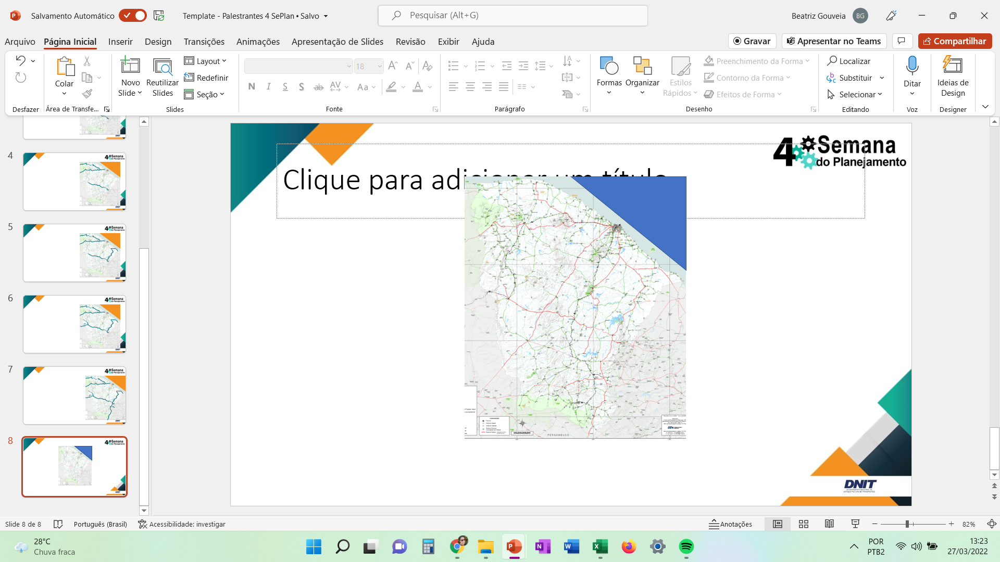 Salvamento Automático
Template - Palestrantes 4 SePlan • Salvo
Pesquisar (Alt+G)
Beatriz Gouveia
BG
Arquivo
Página Inicial
Inserir
Design
Transições
Animações
Apresentação de Slides
Revisão
Exibir
Ajuda
Gravar
Apresentar no Teams
Compartilhar
Desfazer
Colar
Área de Transfe...
Novo
Slide
Reutilizar
Slides
Layout
Redefinir
Seção
Slides
18
N I S S ab AV Aa A
Fonte
Parágrafo
Formas
Organizar
Estilos
Rápidos
Preenchimento da Forma
Contorno da Forma
Efeitos de Forma
Desenho
Localizar
Substituir
Selecionar
Editando
Ditar
Voz
Ideias de
Design
Designer
4
5
6
7
8
4 Semana
do Planejamento
Clique para adicionar um título
PERNAMBUCO
DNIT
Slide 8 de 8
Português (Brasil)
Acessibilidade: investigar
Anotações
82%
28°C
Chuva fraca
POR
PTB2
13:23
27/03/2022